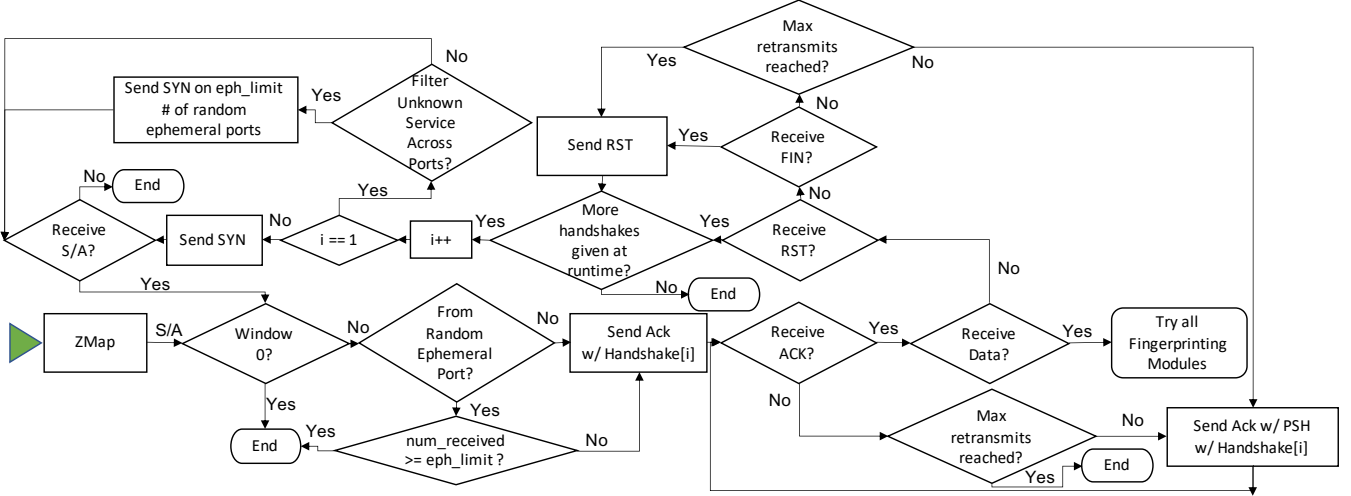 Max
retransmits
reached?
Yes
No
No
Filter
Unknown
Service
Across
Ports?
Yes
Send SYN on eph_limit
# of random
ephemeral ports
Send RST
Yes
Receive
FIN?
No
No
End
Yes
More
handshakes
given at
runtime?
Yes
Receive
RST?
No
Receive
S/A?
Send SYN
No
i == 1
i++
Yes
No
End
No
Yes
ZMap
S/A
Window
0?
No
From
Random
Ephemeral
Port?
No
Send Ack
w/ Handshake[i]
Receive
ACK?
Yes
Receive
Data?
Yes
Try all
Fingerprinting
Modules
Yes
Yes
No
End
Yes
num_received
>= eph_limit ?
No
Max
retransmits
reached?
No
Send Ack w/ PSH
w/ Handshake[i]
Yes
End